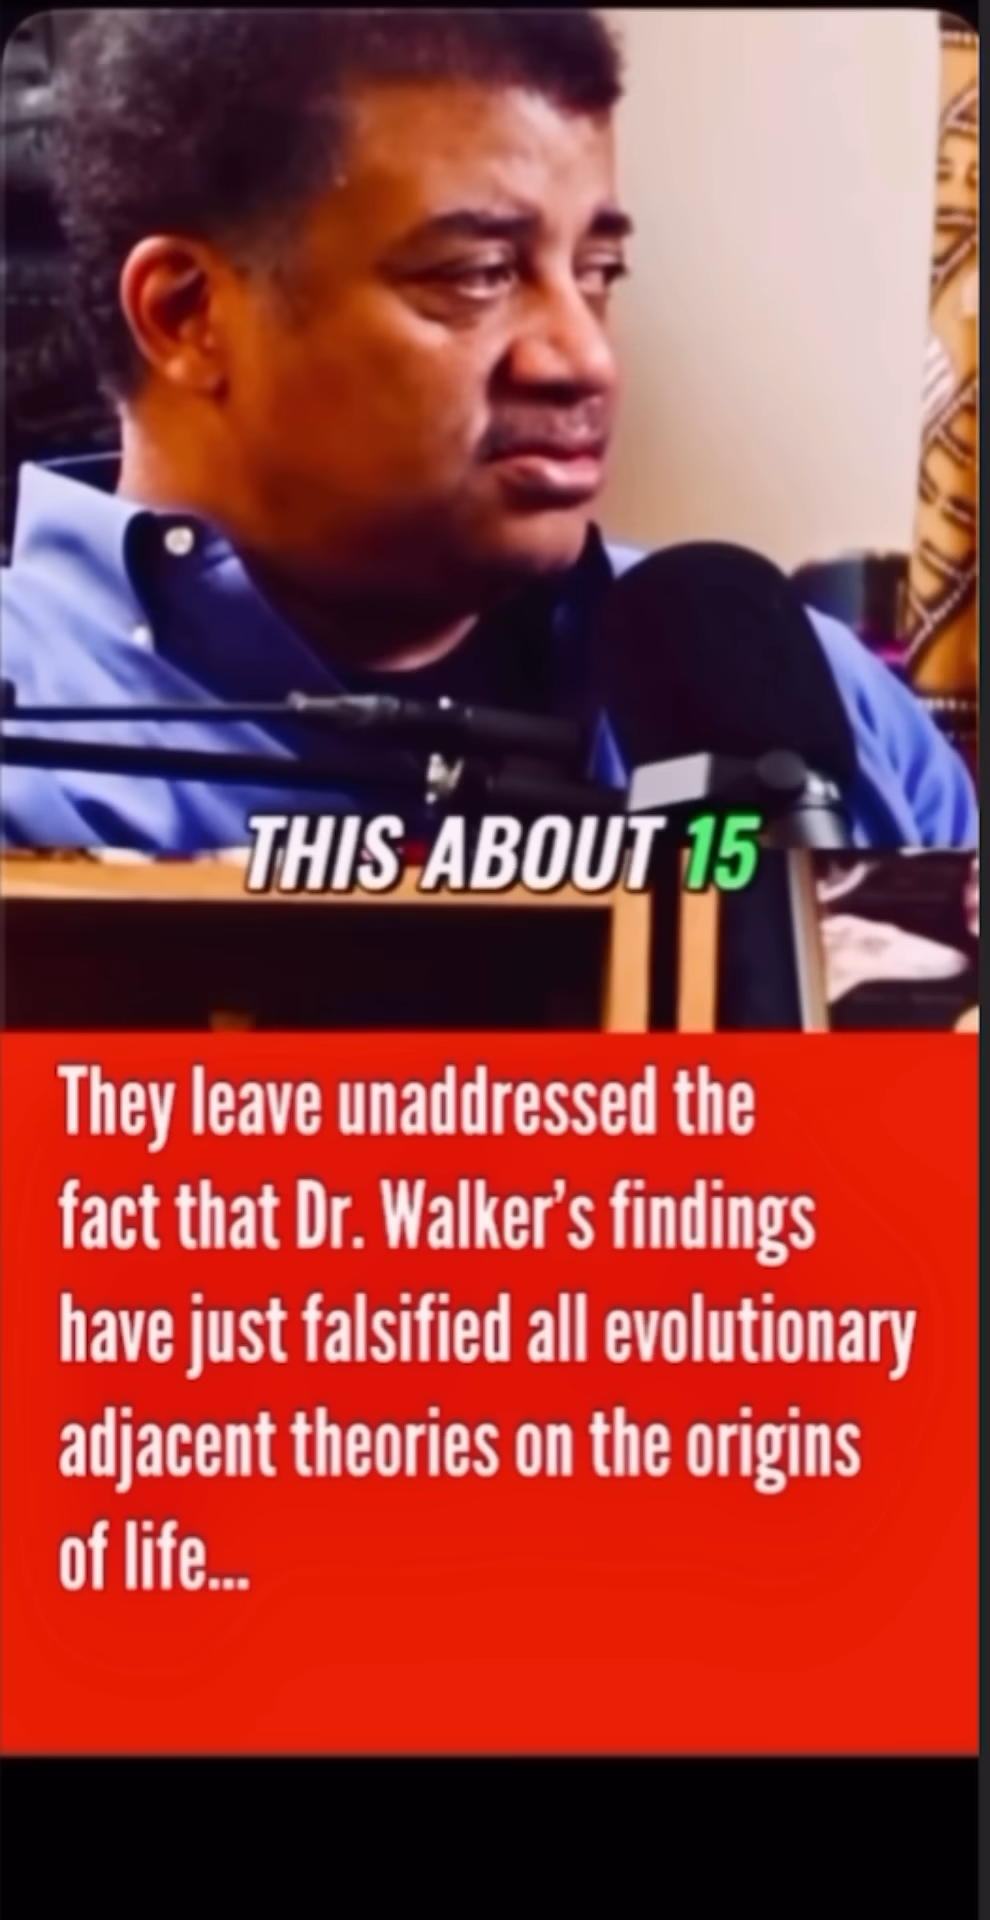 THIS ABOUT 15
They leave unaddressed the
fact that Dr. Walker’s findings
have just falsified all evolutionary
adjacent theories on the origins
of life...